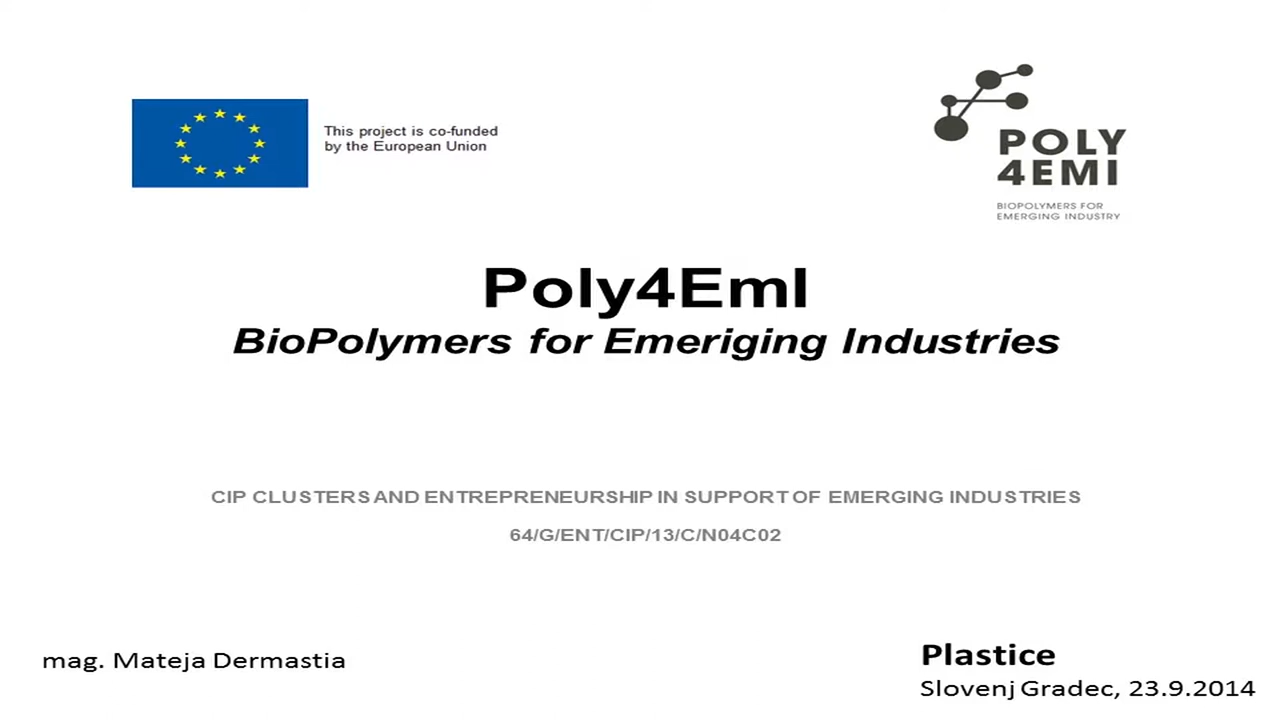 This project is co-funded
by the European Union
POLY
4EMI
BIOPOLYMERS FOR
EMERGING INDUSTRY
Poly4EmI
BioPolymers for Emeriging Industries
CIP CLUSTERS AND ENTREPRENEURSHIP IN SUPPORT OF EMERGING INDUSTRIES
64/G/ENT/CIP/13/C/N04C02
mag. Mateja Dermastia
Plastice
Slovenj Gradec, 23.9.2014